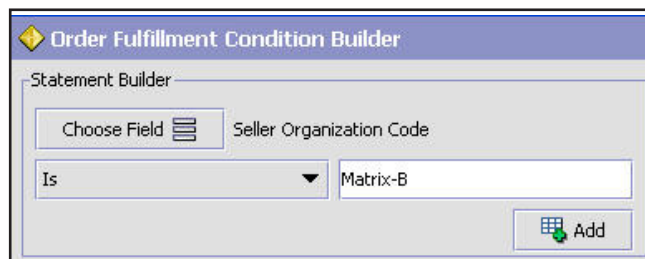 Order Fulfillment Condition Builder
Statement Builder
Choose Field Seller Organization Code
Is Matrix-B
Add